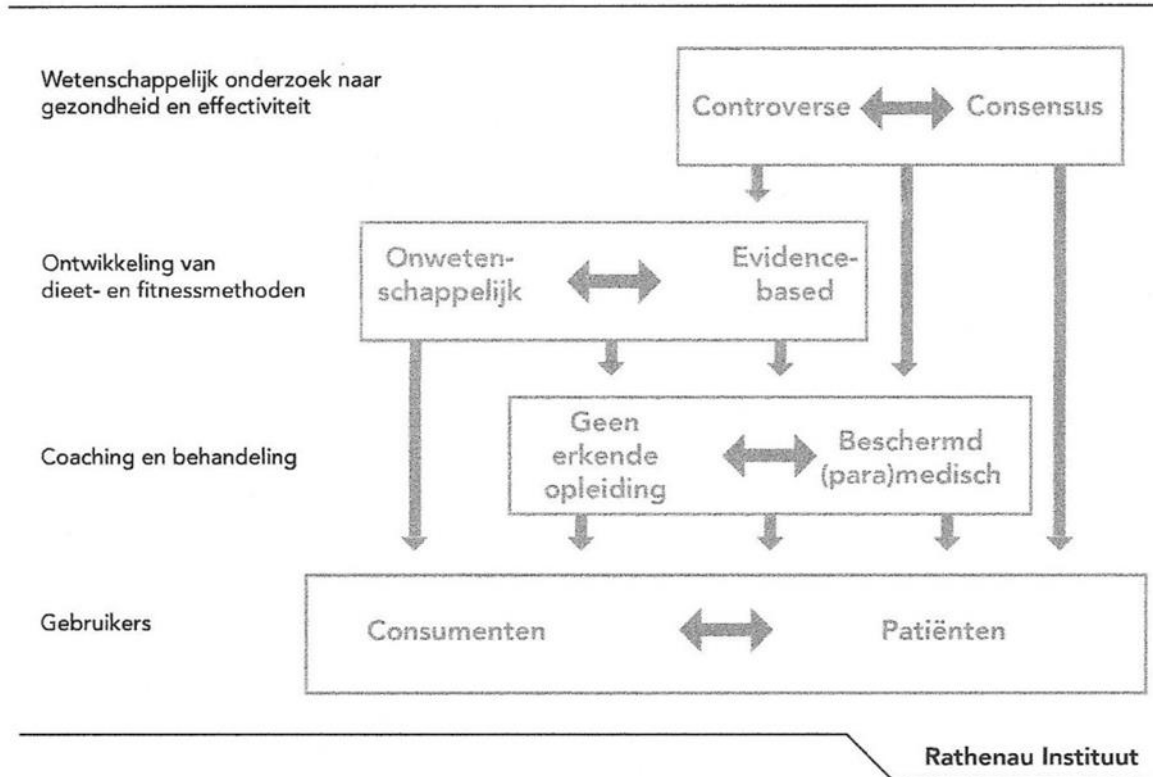 Wetenschappelijk onderzoek naar
gezondheid en effectiviteit
Controverse
Consensus
Ontwikkeling van
dieet- en fitnessmethoden
Onweten-
schappelijk
Evidence-
based
Coaching en behandeling
Geen
erkende
opleiding
Beschermd
(para)medisch
Gebruikers
Consumenten
Patiënten
Rathenau Instituut